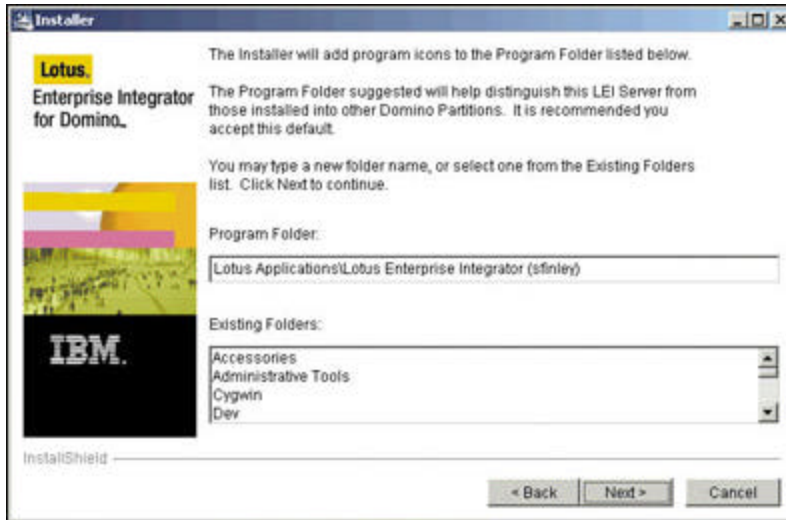 Installer
Lotus.
Enterprise Integrator
for Domino™
The Installer will add program icons to the Program Folder listed below.
The Program Folder suggested will help distinguish this LEI Server from
those installed into other Domino Partitions. It is recommended you
accept this default.
You may type a new folder name, or select one from the Existing Folders
list. Click Next to continue.
Program Folder:
Lotus Applications\Lotus Enterprise Integrator (sfinley)
Existing Folders:
Accessories
Administrative Tools
Cygwin
Dev
IBM.
InstallShield
< Back
Next >
Cancel